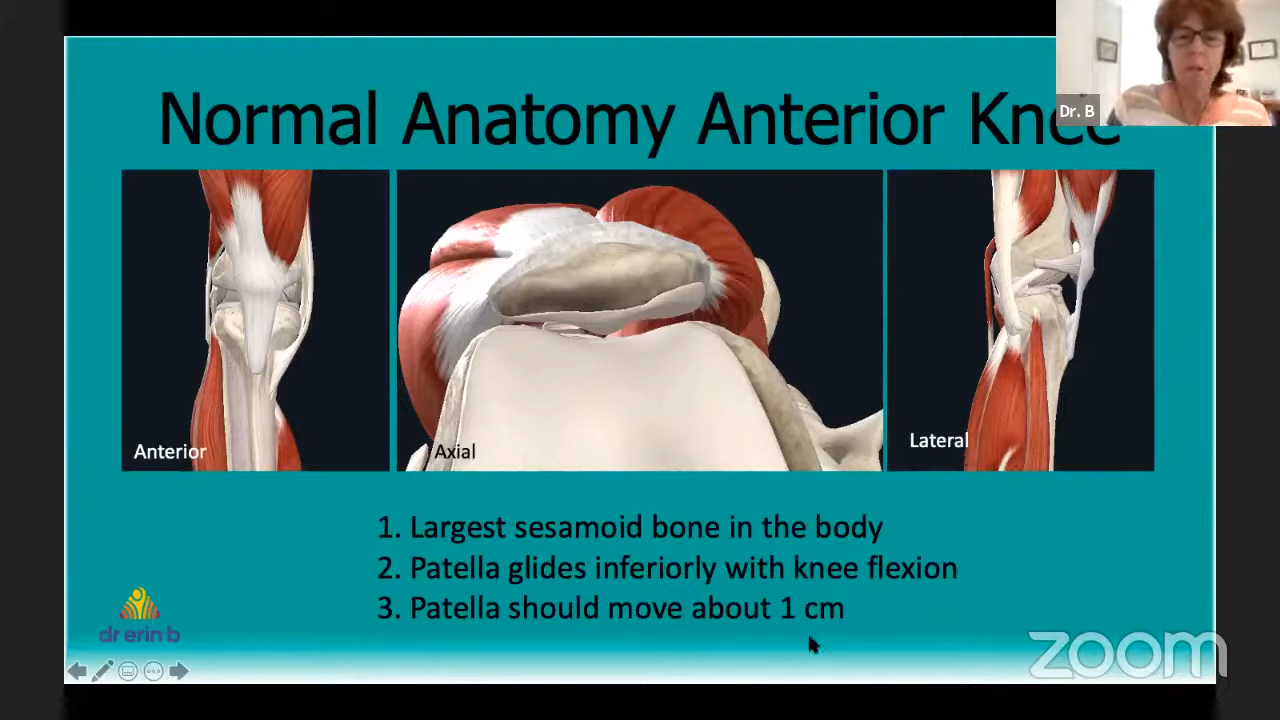 Normal Anatomy Anterior Knee
Dr. B
Anterior
Axial
Lateral
1. Largest sesamoid bone in the body
2. Patella glides inferiorly with knee flexion
3. Patella should move about 1 cm
dr erin b
zoom